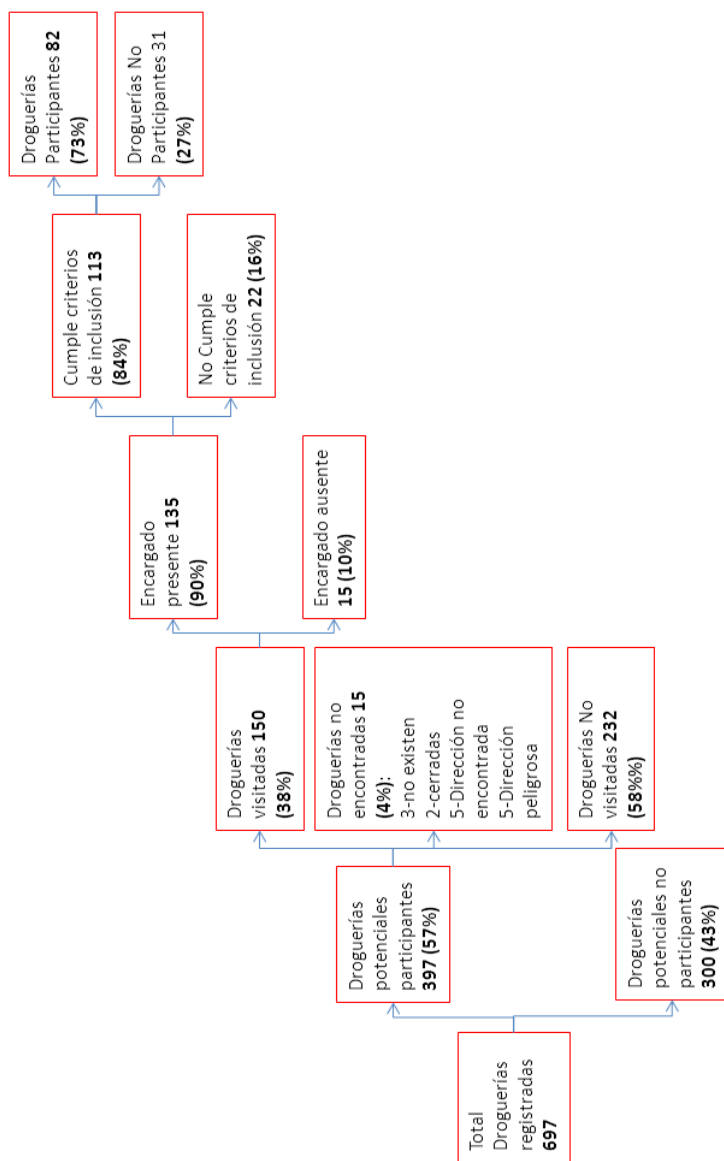 Total
Droguerías
registradas
697
Droguerías
potenciales
participantes
397 (57%)
Droguerías
potenciales no
participantes
300 (43%)
Droguerías
visitadas 150
(38%)
Droguerías no
encontradas 15
(4%):
3-no existen
2-cerradas
5-Dirección no
encontrada
5-Dirección
peligrosa
Droguerías No
visitadas 232
(58%%)
Encargado
presente 135
(90%)
Encargado ausente
15 (10%)
Cumple criterios
de inclusión 113
(84%)
No Cumple
criterios de
inclusión 22 (16%)
Droguerías
Participantes 82
(73%)
Droguerías No
Participantes 31
(27%)